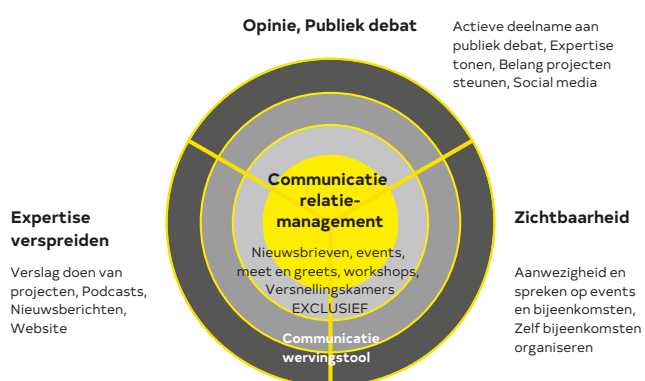 Opinie, Publiek debat
Actieve deelname aan
publiek debat, Expertise
tonen, Belang projecten
steunen, Social media
Communicatie
relatie-
management
Nieuwsbrieven, events,
meet en greets, workshops,
Versnellingskamers
EXCLUSIEF
Communicatie
wervingstool
Expertise
verspreiden
Verslag doen van
projecten, Podcasts,
Nieuwsberichten,
Website
Zichtbaarheid
Aanwezigheid en
spreken op events
en bijeenkomsten,
Zelf bijeenkomsten
organiseren